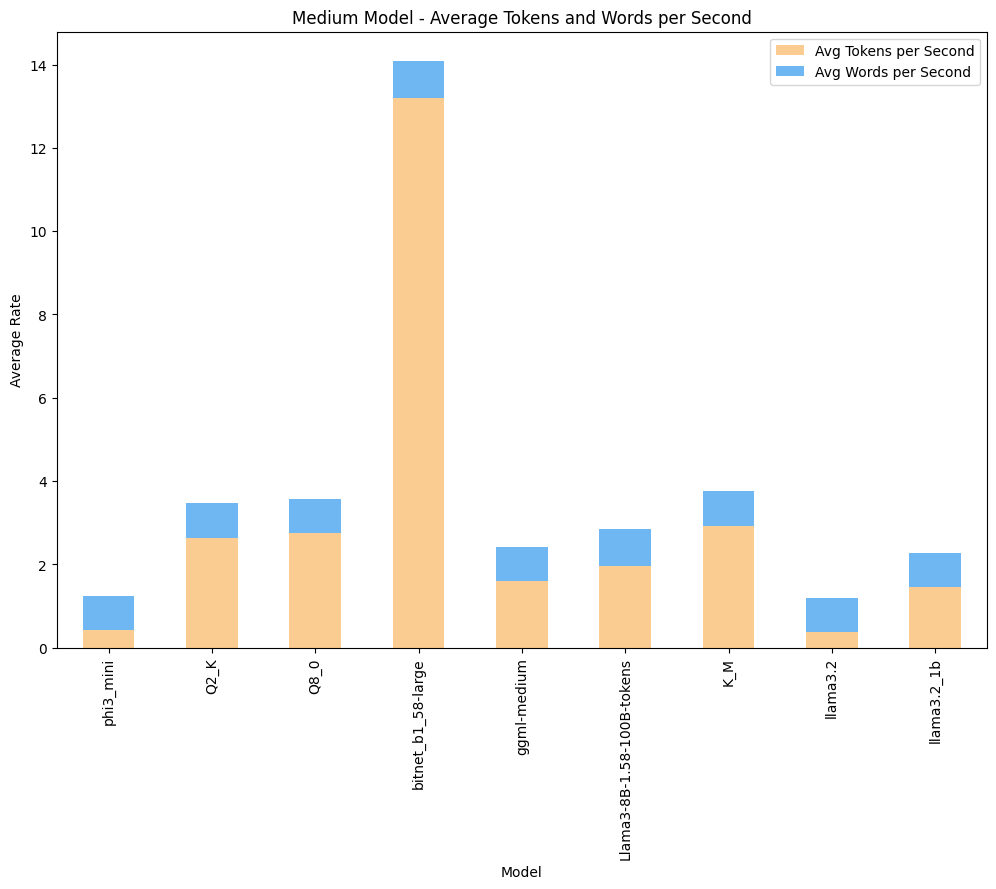 Medium Model - Average Tokens and Words per Second
Avg Tokens per Second
Avg Words per Second
Average Rate
14
12
10
8
6
4
2
0
phi3_mini
Q2_K
Q8_0
bitnet_b1_58-large
ggml-medium
Llama3-8B-1.58-100B-tokens
K_M
llama3.2
llama3.2_1b
Model